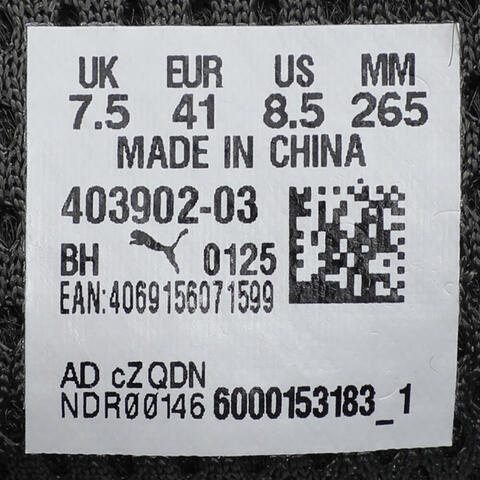 UK EUR US MM
7.5 41 8.5 265
MADE IN CHINA
403902-03
BH 0125
EAN:4069156071599
AD cZQDN
NDR00146 6000153183_1